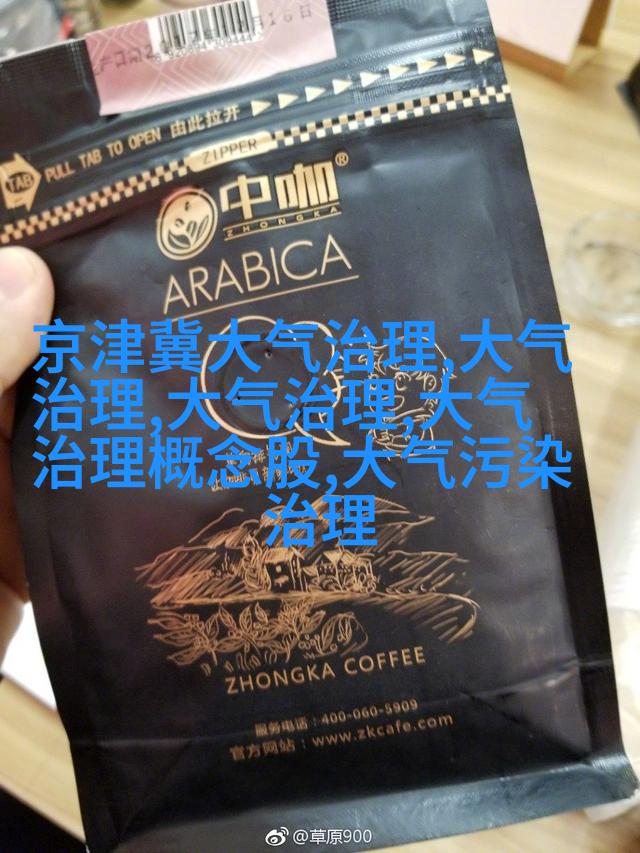 PULL TAB TO OPEN 由此拉开
TAB
ZIPPER
中咖®
ZHONGKA
ARABICA
京津冀大气治理,大气
治理,大气治理,大气
治理概念股,大气污染
治理
ZHONGKA COFFEE
服务电话:400-060-5909
官方网站:www.zkcafe.com
@草原900